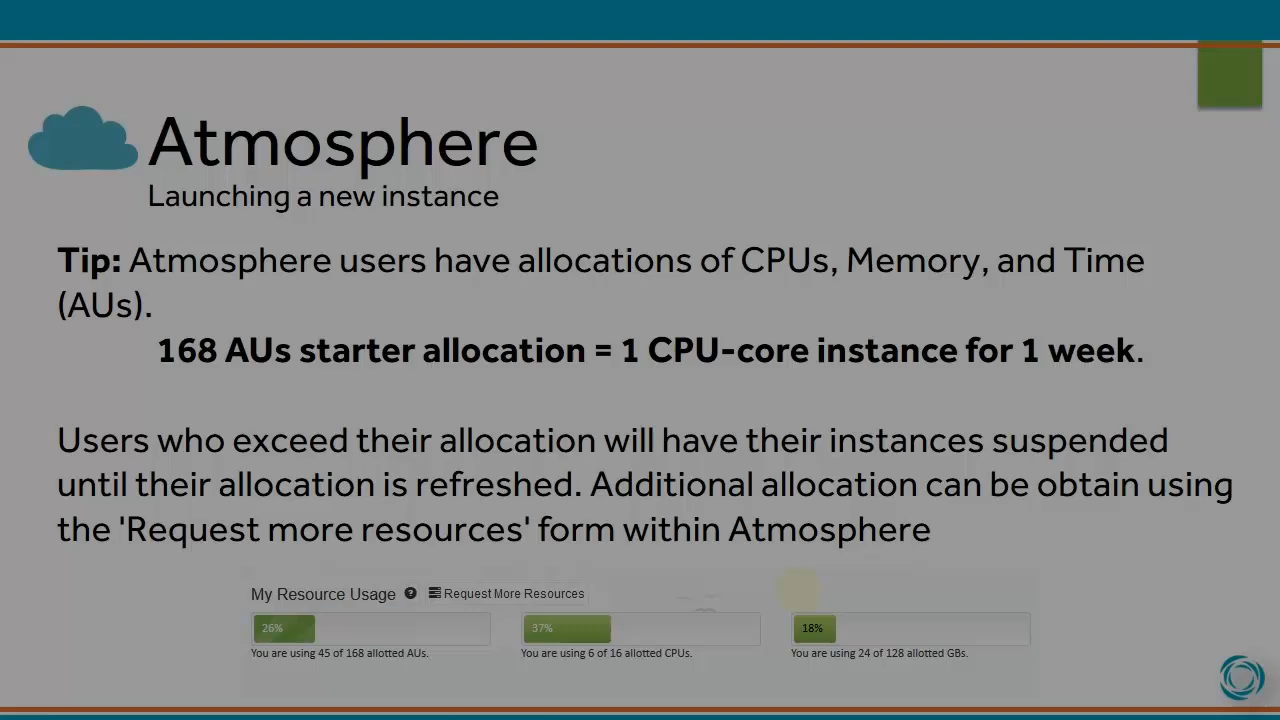 Atmosphere
Launching a new instance
Tip: Atmosphere users have allocations of CPUs, Memory, and Time
(AUs).
168 AUs starter allocation = 1 CPU-core instance for 1 week.
Users who exceed their allocation will have their instances suspended
until their allocation is refreshed. Additional allocation can be obtain using
the 'Request more resources' form within Atmosphere
My Resource Usage ? Request More Resources
26% 37% 18%
You are using 45 of 168 allotted AUs. You are using 6 of 16 allotted CPUs. You are using 24 of 128 allotted GBs.